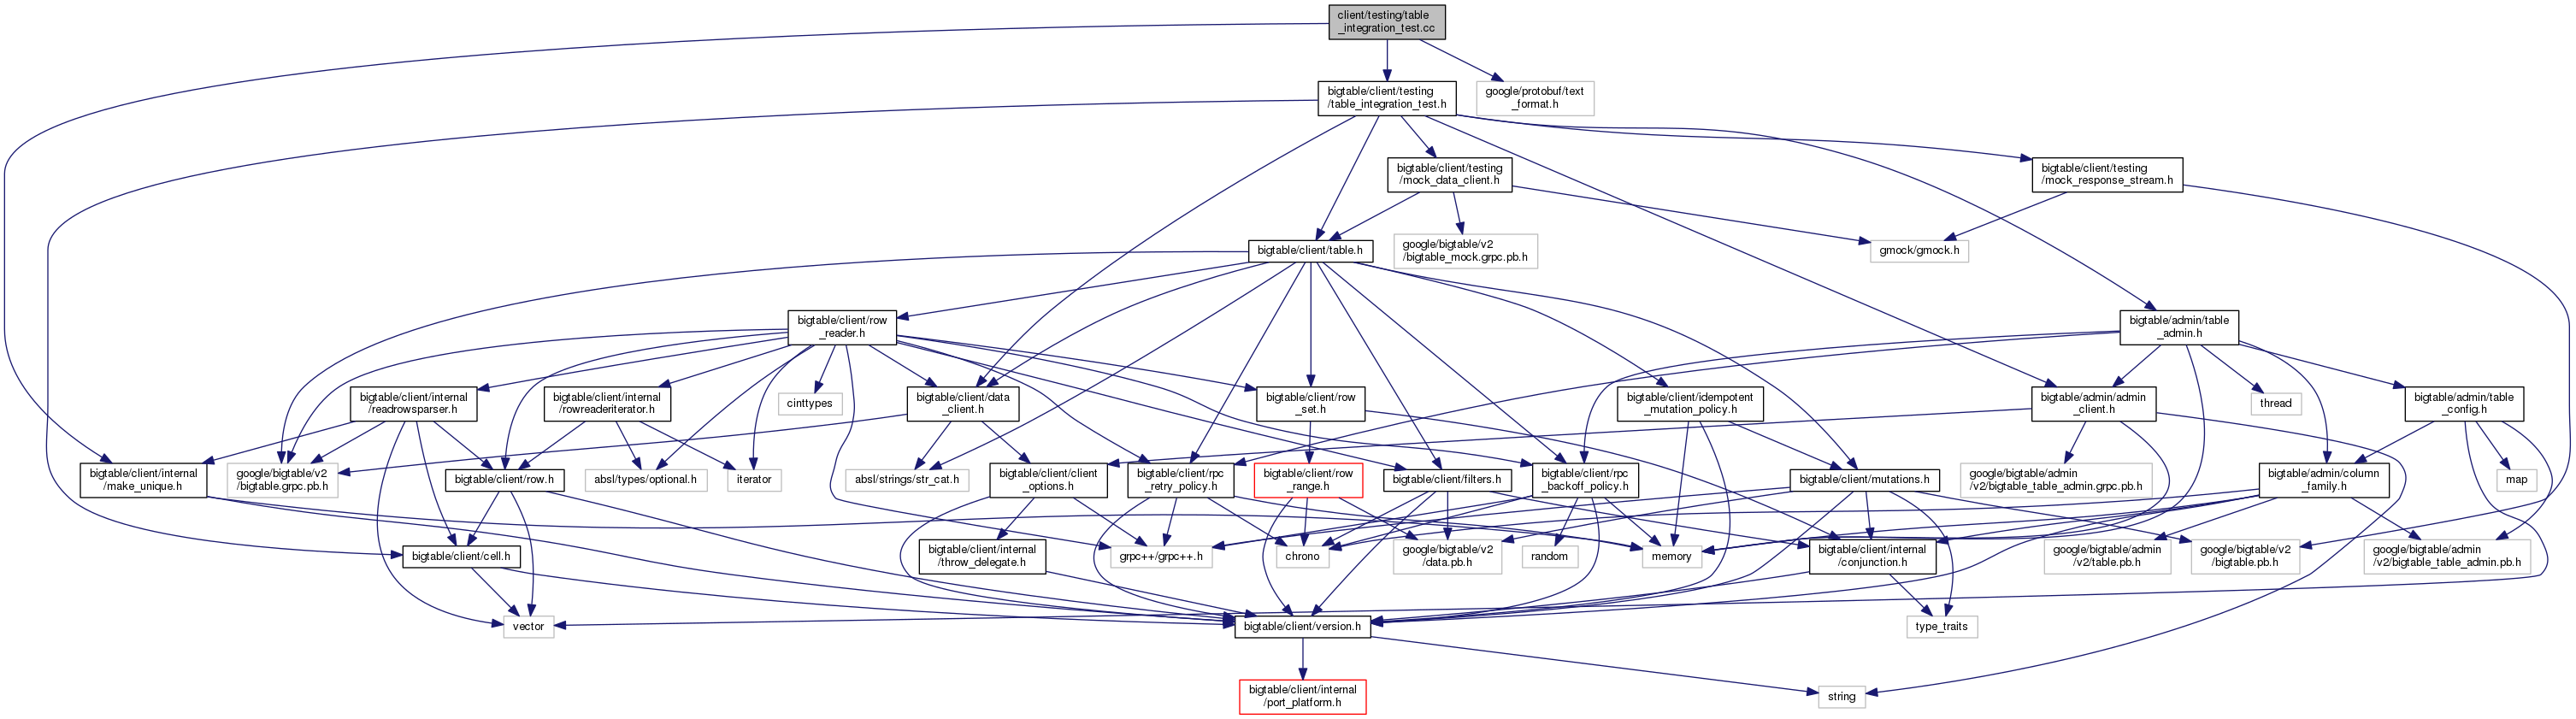 client/testing/table
_integration_test.cc
bigtable/client/testing
/table_integration_test.h
google/protobuf/text
_format.h
bigtable/client/testing
/mock_data_client.h
bigtable/client/testing
/mock_response_stream.h
bigtable/client/table.h
google/bigtable/v2
/bigtable_mock.grpc.pb.h
gmock/gmock.h
bigtable/client/row
_reader.h
bigtable/admin/table
_admin.h
bigtable/client/internal
/readrowsparser.h
bigtable/client/internal
/rowreaderiterator.h
cinttypes
bigtable/client/data
_client.h
bigtable/client/row
_set.h
bigtable/client/idempotent
_mutation_policy.h
bigtable/admin/admin
_client.h
thread
bigtable/admin/table
_config.h
bigtable/client/internal
/make_unique.h
google/bigtable/v2
/bigtable.grpc.pb.h
bigtable/client/row.h
absl/types/optional.h
iterator
absl/strings/str_cat.h
bigtable/client/client
_options.h
bigtable/client/rpc
_retry_policy.h
bigtable/client/row
_range.h
bigtable/client/filters.h
bigtable/client/rpc
_backoff_policy.h
bigtable/client/mutations.h
google/bigtable/admin
/v2/bigtable_table_admin.grpc.pb.h
bigtable/admin/column
_family.h
map
bigtable/client/cell.h
bigtable/client/internal
/throw_delegate.h
grpc++/grpc++.h
chrono
google/bigtable/v2
/data.pb.h
random
memory
bigtable/client/internal
/conjunction.h
google/bigtable/admin
/v2/table.pb.h
google/bigtable/v2
/bigtable.pb.h
google/bigtable/admin
/v2/bigtable_table_admin.pb.h
vector
bigtable/client/version.h
type_traits
bigtable/client/internal
/port_platform.h
string